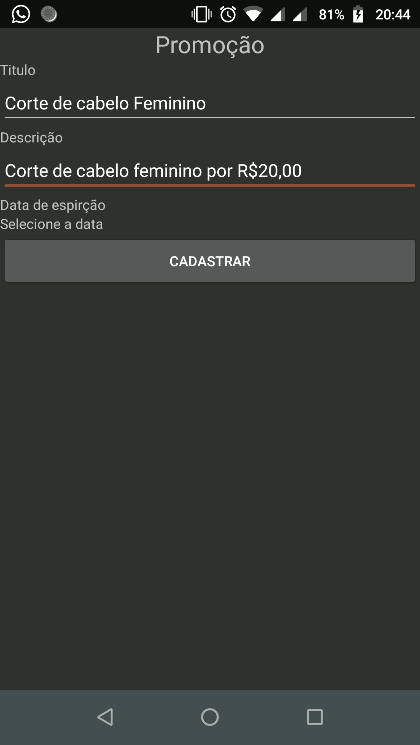 81% 20:44
Promoção
Titulo
Corte de cabelo Feminino
Descrição
Corte de cabelo feminino por R$20,00
Data de espirção
Selecione a data
CADASTRAR